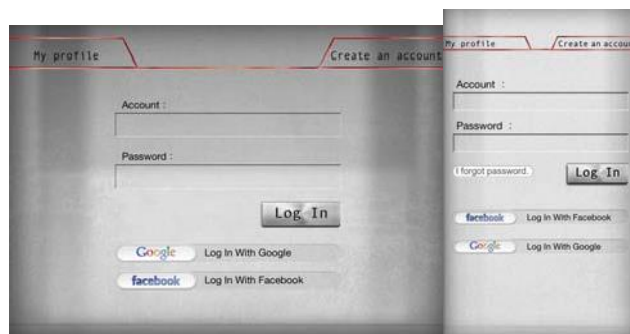 My profile
Create an account
Account :
Password :
Log In
Google Log In With Google
facebook Log In With Facebook
My profile
Create an accou
Account :
Password :
I forgot password.
Log In
facebook Log In With Facebook
Google Log In With Google